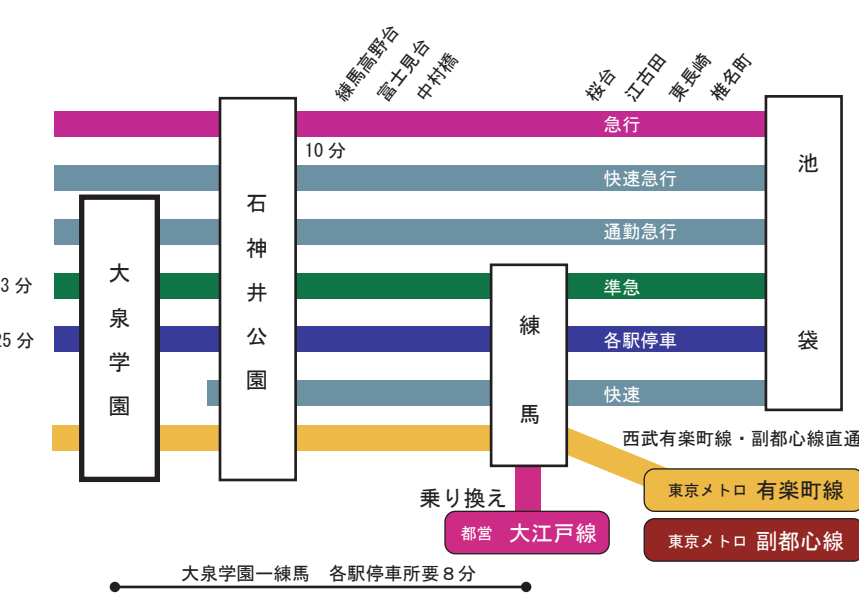 練馬高野台
富士見台
中村橋
桜台
江古田
東長崎
椎名町
急行
10 分
快速急行
通勤急行
準急
各駅停車
快速
3 分
25 分
大泉学園
石神井公園
練馬
池袋
西武有楽町線・副都心線直通
乗り換え
都営 大江戸線
東京メトロ 有楽町線
東京メトロ 副都心線
大泉学園ー練馬 各駅停車所要８分